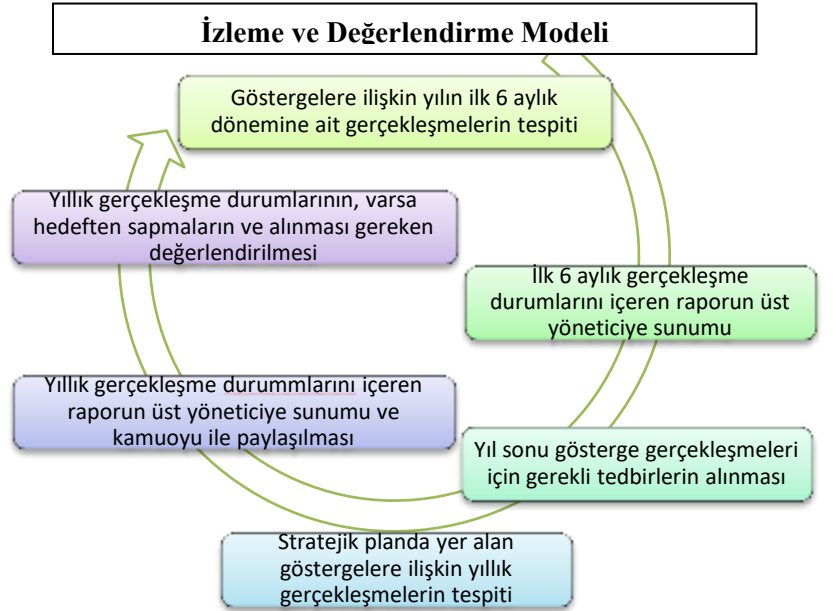 İzleme ve Değerlendirme Modeli
Göstergelere ilişkin yılın ilk 6 aylık
dönemine ait gerçekleşmelerin tespiti
İlk 6 aylık gerçekleşme
durumlarını içeren raporun üst
yöneticiye sunumu
Yıl sonu gösterge gerçekleşmeleri
için gerekli tedbirlerin alınması
Stratejik planda yer alan
göstergelere ilişkin yıllık
gerçekleşmelerin tespiti
Yıllık gerçekleşme durummlarını içeren
raporun üst yöneticiye sunumu ve
kamuoyu ile paylaşılması
Yıllık gerçekleşme durumlarının, varsa
hedeften sapmaların ve alınması gereken
değerlendirilmesi